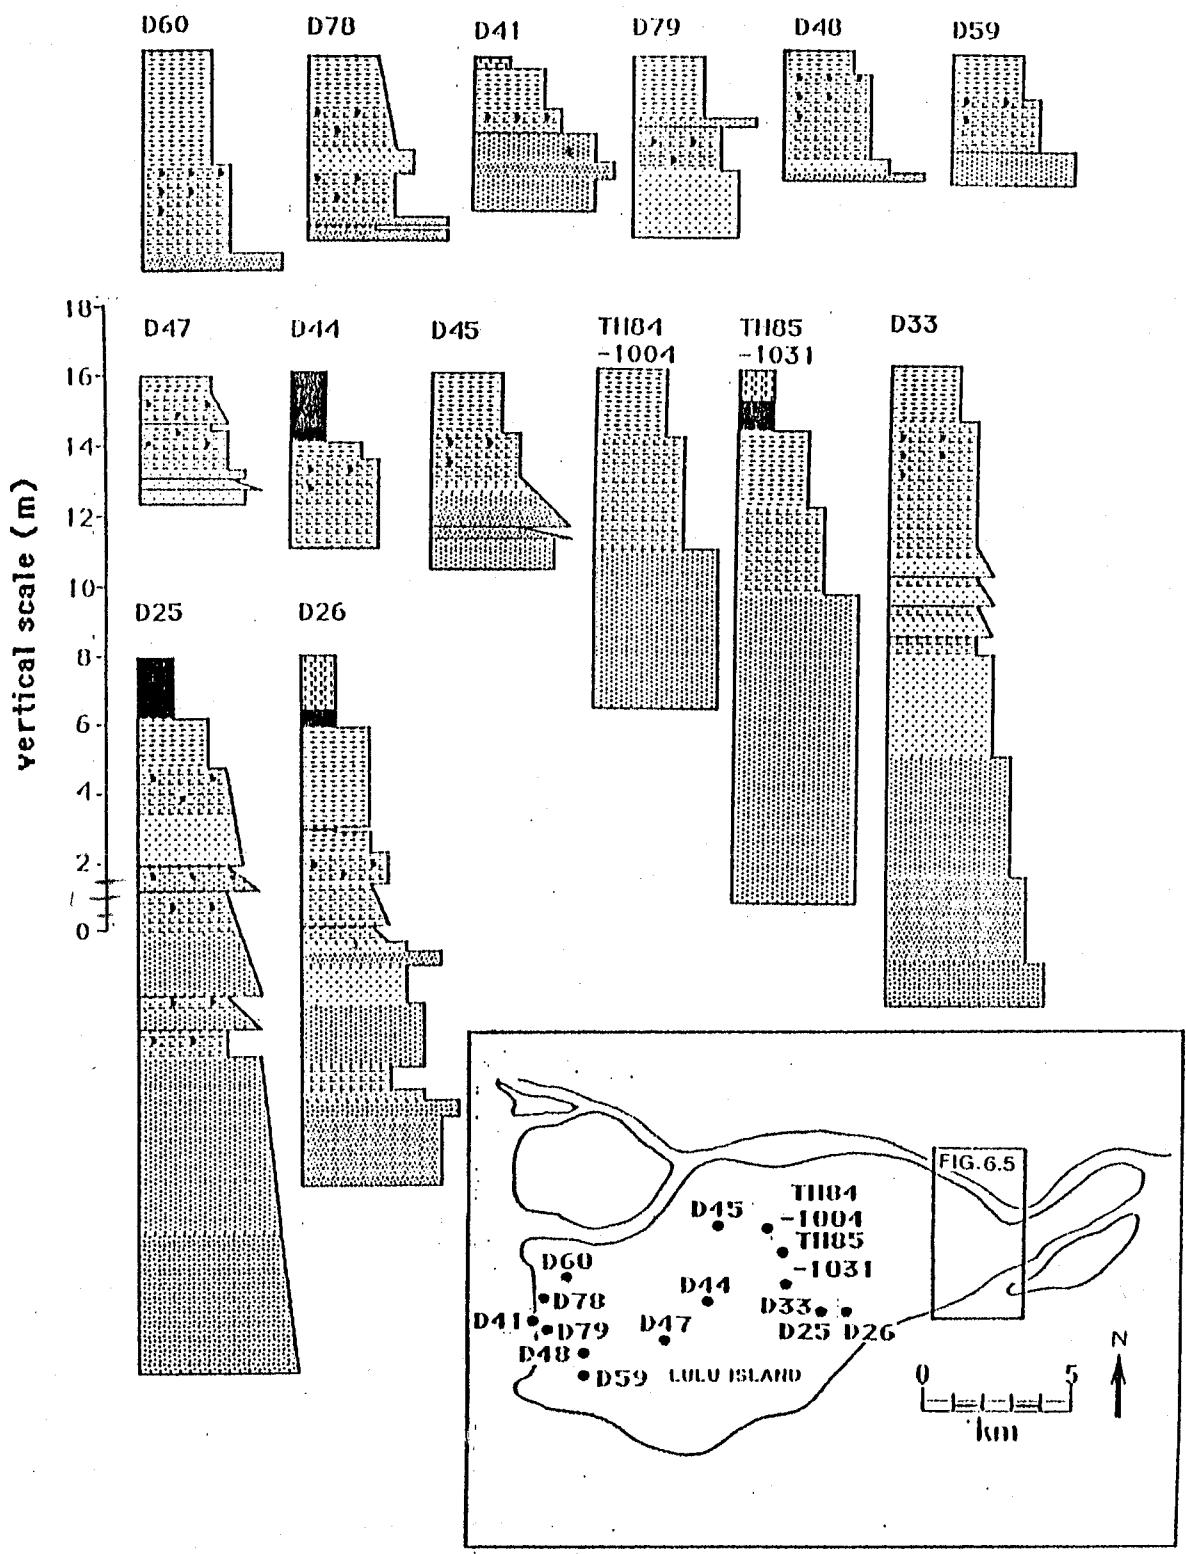 D60 D78 D41 D79 D48 D59
Vertical scale (m)
18
16
14
12
10
8
6
4
2
1
0
D47 D44 D45 TH84 TH85 D33
-1004 -1031
D25 D26
FIG. 6.5
D45
TH84
-1004
TH85
-1031
D60
D78
D44
D33
D41
D79
D47
D25 D26
D48
D59
LULU ISLAND
N
0 5
km